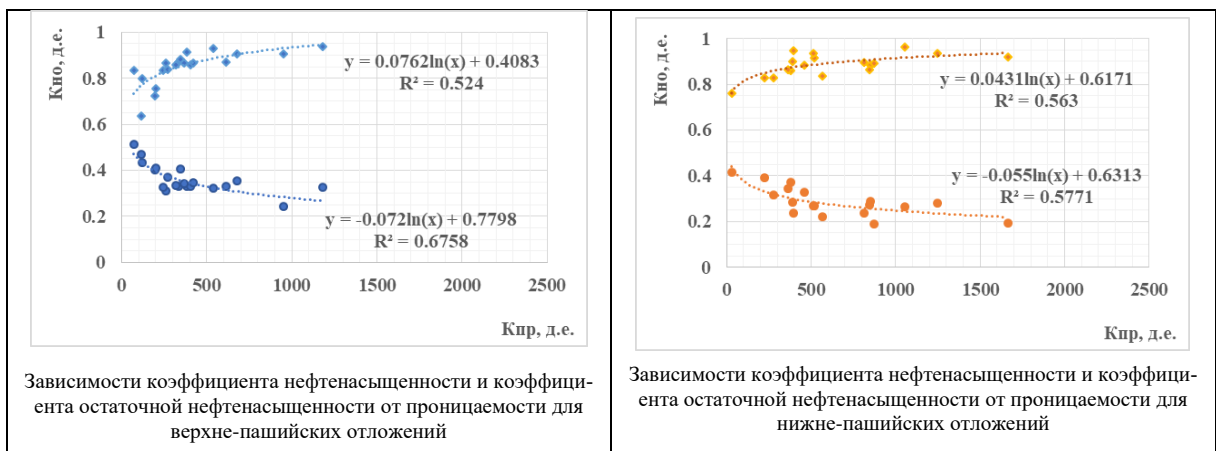 1
0.8
0.6
0.4
0.2
0
Кно, д.е.
y = 0.0762ln(x) + 0.4083
R² = 0.524
y = -0.072ln(x) + 0.7798
R² = 0.6758
0 500 1000 1500 2000 2500
Кпр, д.е.
Зависимости коэффициента нефтенасыщенности и коэффици-
ента остаточной нефтенасыщенности от проницаемости для
верхне-пашийских отложений
1
0.8
0.6
0.4
0.2
0
Кно, д.е.
y = 0.0431ln(x) + 0.6171
R² = 0.563
y = -0.055ln(x) + 0.6313
R² = 0.5771
0 500 1000 1500 2000 2500
Кпр, д.е.
Зависимости коэффициента нефтенасыщенности и коэффици-
ента остаточной нефтенасыщенности от проницаемости для
нижне-пашийских отложений